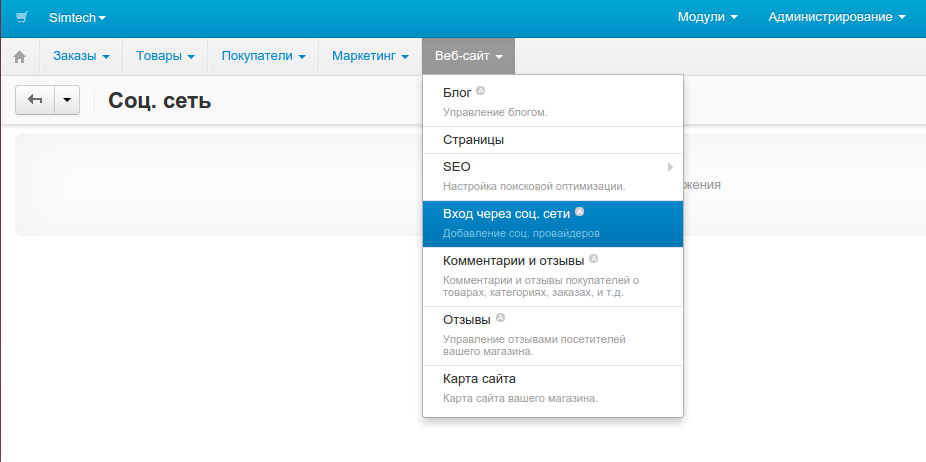 Simtech
Модули
Администрирование
Заказы
Товары
Покупатели
Маркетинг
Веб-сайт
Соц. сеть
Блог
Управление блогом.
Страницы
SEO
Настройка поисковой оптимизации.
Вход через соц. сети
Добавление соц. провайдеров
Комментарии и отзывы
Комментарии и отзывы покупателей о
товарах, категориях, заказах, и т.д.
Отзывы
Управление отзывами посетителей
вашего магазина.
Карта сайта
Карта сайта вашего магазина.